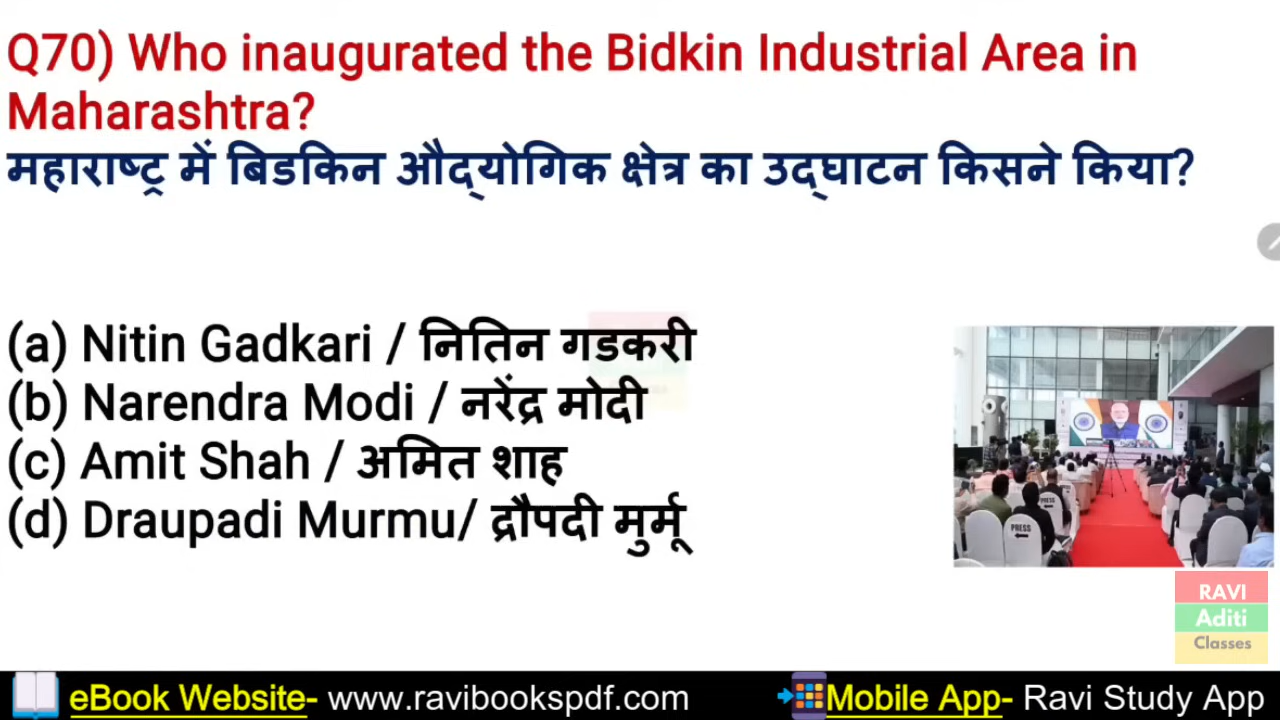 Q70) Who inaugurated the Bidkin Industrial Area in
Maharashtra?
महाराष्ट्र में बिडकिन औद्योगिक क्षेत्र का उद्घाटन किसने किया?
(a) Nitin Gadkari / नितिन गडकरी
(b) Narendra Modi / नरेंद्र मोदी
(c) Amit Shah / अमित शाह
(d) Draupadi Murmu/ द्रौपदी मुर्मू
PRESS
PRESS
RAVI
Aditi
Classes
eBook Website- www.ravibookspdf.com
Mobile App- Ravi Study App